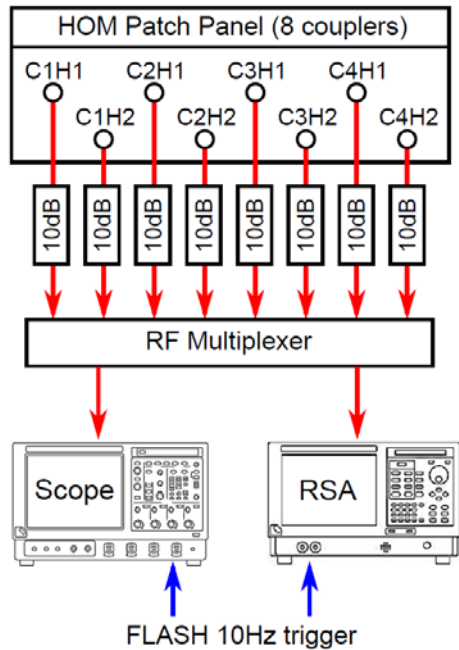 HOM Patch Panel (8 couplers)
C1H1 C2H1 C3H1 C4H1
C1H2 C2H2 C3H2 C4H2
10dB 10dB 10dB 10dB 10dB 10dB 10dB 10dB
RF Multiplexer
Scope RSA
FLASH 10Hz trigger